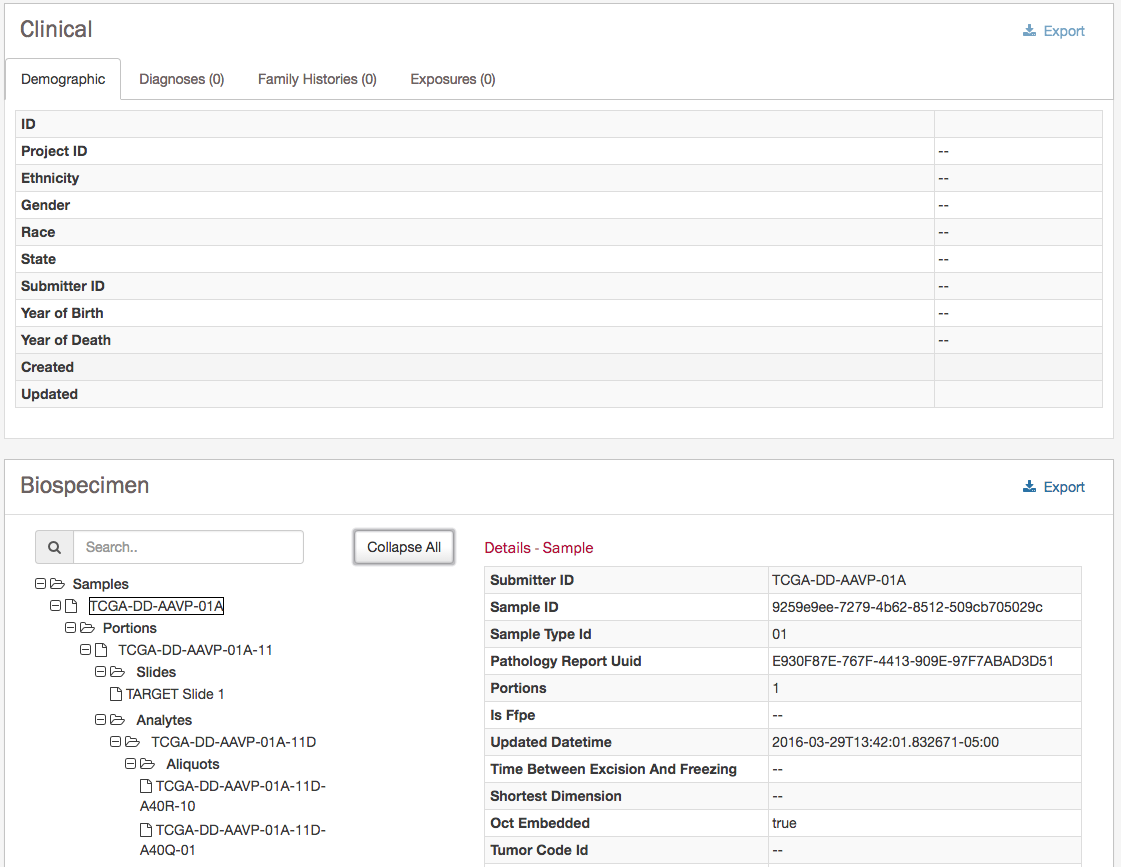 Clinical
Export
Demographic Diagnoses (0) Family Histories (0) Exposures (0)
ID
Project ID --
Ethnicity --
Gender --
Race --
State --
Submitter ID --
Year of Birth --
Year of Death --
Created
Updated
Biospecimen
Export
Search..
Collapse All
Samples
TCGA-DD-AAVP-01A
Portions
TCGA-DD-AAVP-01A-11
Slides
TARGET Slide 1
Analytes
TCGA-DD-AAVP-01A-11D
Aliquots
TCGA-DD-AAVP-01A-11D-
A40R-10
TCGA-DD-AAVP-01A-11D-
A40Q-01
Details - Sample
Submitter ID TCGA-DD-AAVP-01A
Sample ID 9259e9ee-7279-4b62-8512-509cb705029c
Sample Type Id 01
Pathology Report Uuid E930F87E-767F-4413-909E-97F7ABAD3D51
Portions 1
Is Ffpe --
Updated Datetime 2016-03-29T13:42:01.832671-05:00
Time Between Excision And Freezing --
Shortest Dimension --
Oct Embedded true
Tumor Code Id --